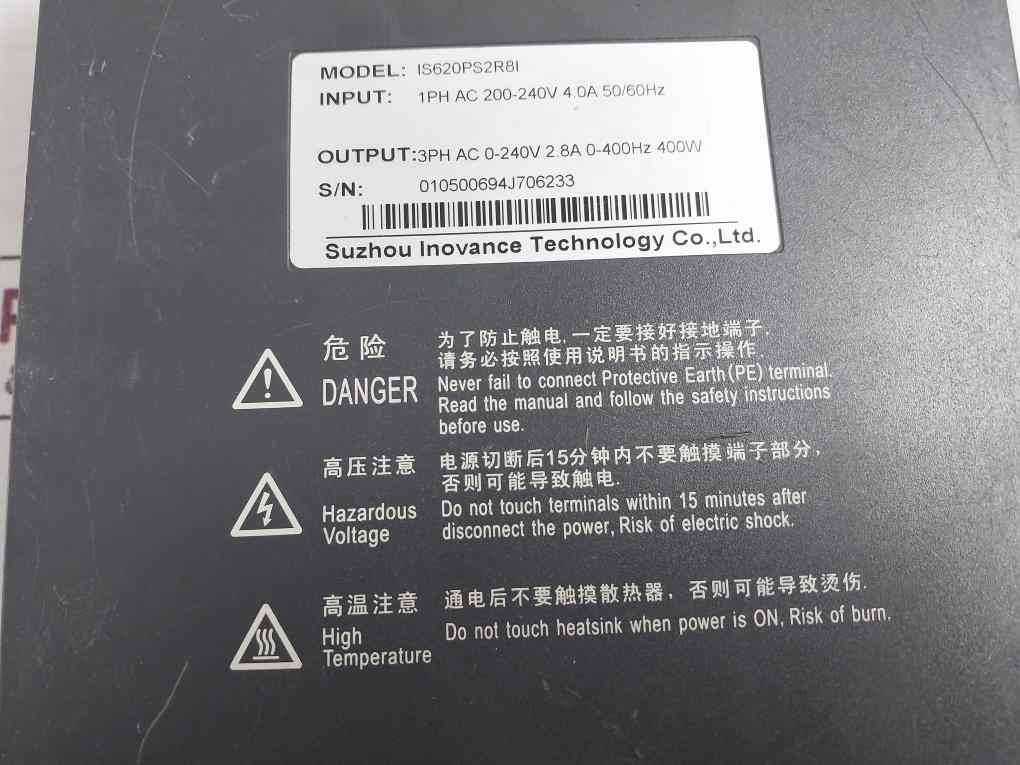 MODEL: IS620PS2R8I
INPUT: 1PH AC 200-240V 4.0A 50/60Hz
OUTPUT:3PH AC 0-240V 2.8A 0-400Hz 400W
S/N: 010500694J706233
Suzhou Inovance Technology Co.,Ltd.
危险
DANGER
为了防止触电,一定要接好接地端子.
请务必按照使用说明书的指示操作.
Never fail to connect Protective Earth(PE) terminal.
Read the manual and follow the safety instructions
before use.
高压注意
Hazardous
Voltage
电源切断后15分钟内不要触摸端子部分,
否则可能导致触电.
Do not touch terminals within 15 minutes after
disconnect the power, Risk of electric shock.
高温注意
High
Temperature
通电后不要触摸散热器,否则可能导致烫伤.
Do not touch heatsink when power is ON, Risk of burn.